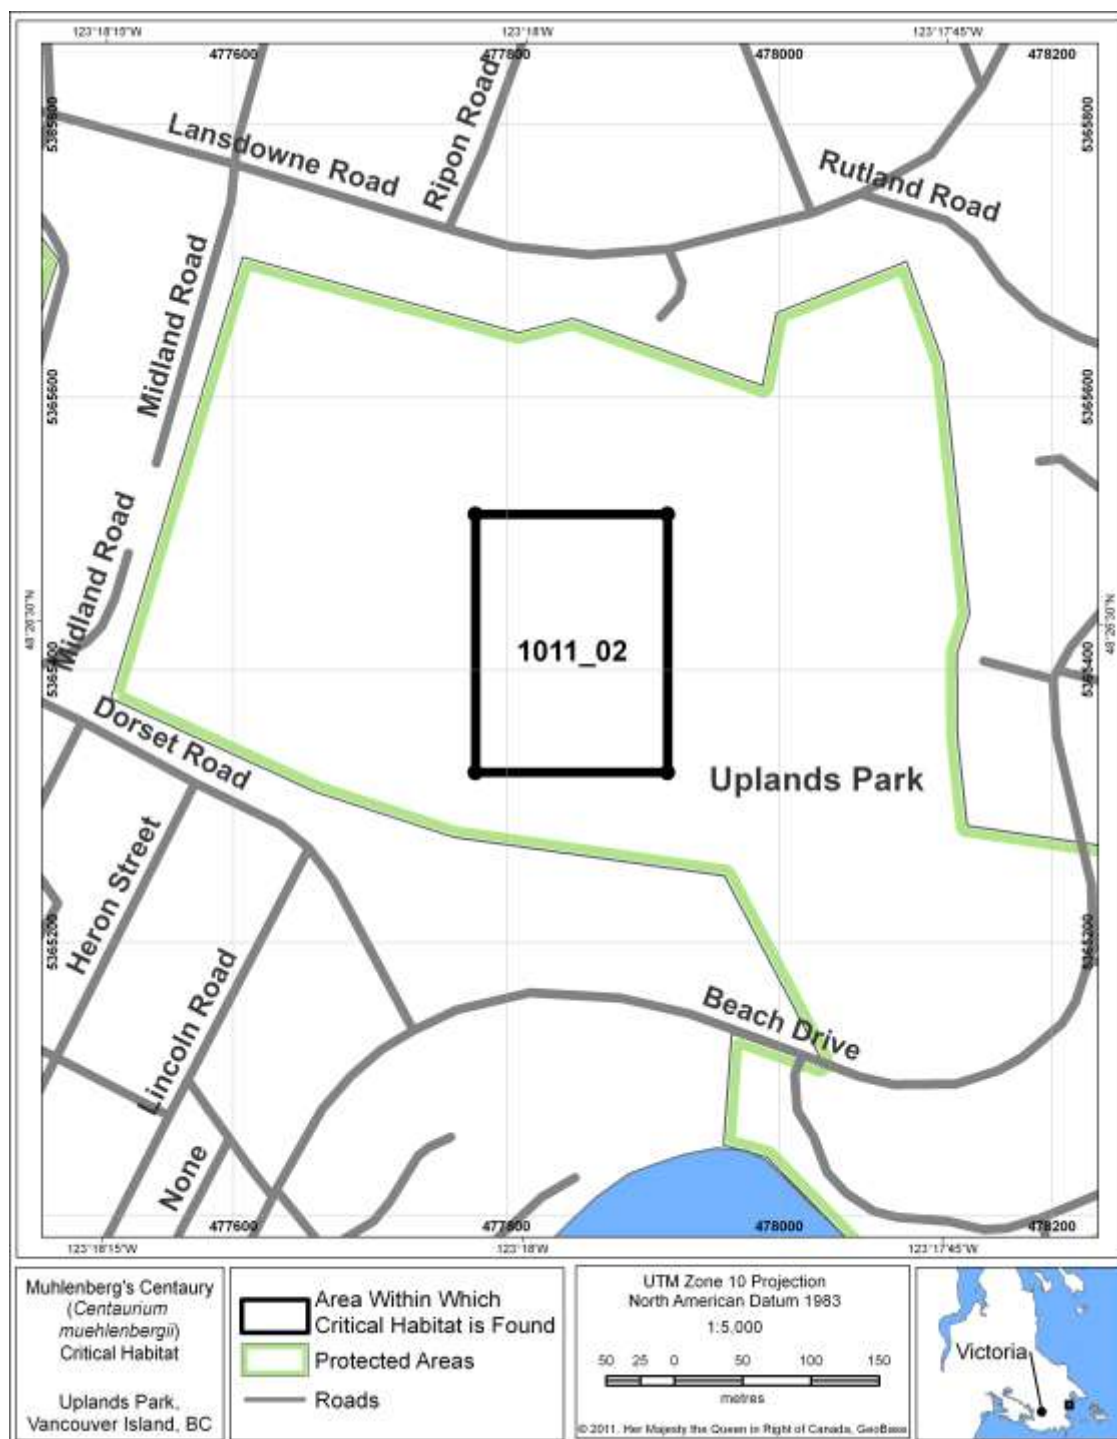 123°18'15"W
123°18'W
123°17'45"W
477600
477800
478000
478200
5365800
5365800
Lansdowne Road
Ripon Road
Rutland Road
Midland Road
5365600
5365600
Midland Road
48°26'30"N
48°26'30"N
1011_02
5365400
5365400
Dorset Road
Uplands Park
Heron Street
5365200
5365200
Lincoln Road
Beach Drive
None
477600
477800
478000
478200
123°18'15"W
123°18'W
123°17'45"W
Muhlenberg's Centaury
(Centaurium
muehlenbergii)
Critical Habitat
Uplands Park,
Vancouver Island, BC
Area Within Which
Critical Habitat is Found
Protected Areas
Roads
UTM Zone 10 Projection
North American Datum 1983
1:5,000
50 25 0 50 100 150
metres
© 2011, Her Majesty the Queen in Right of Canada, GeoBase
Victoria